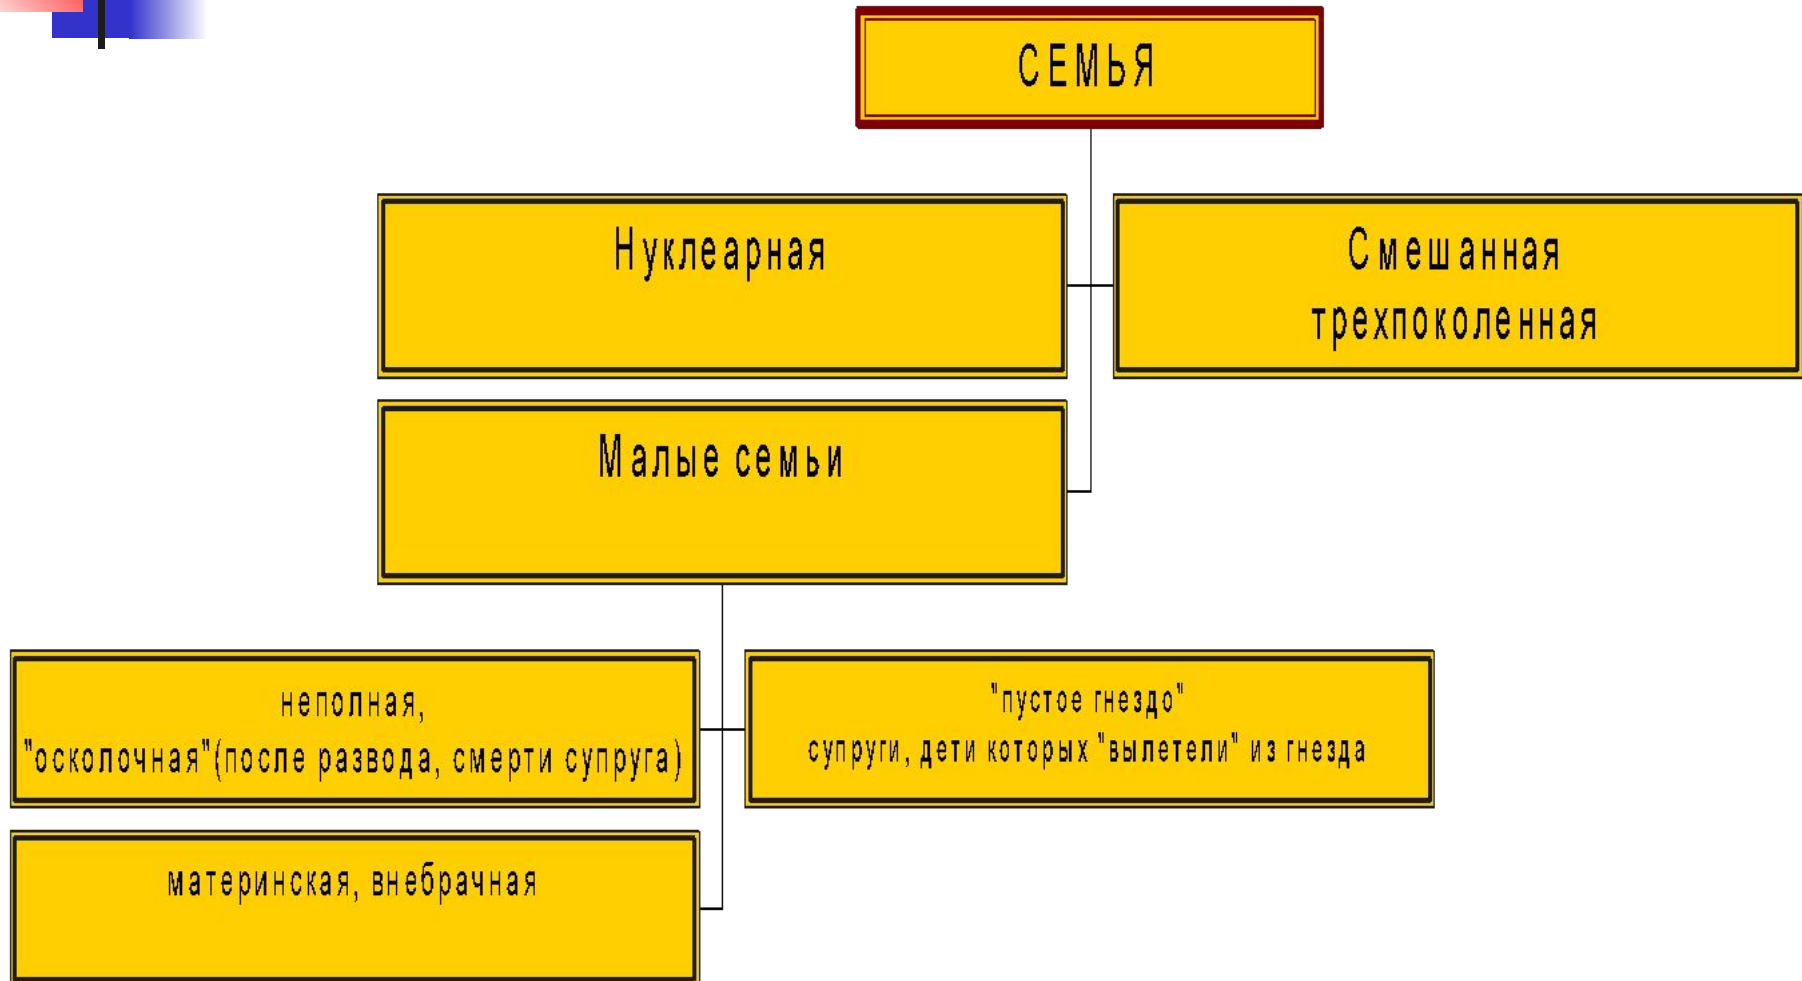 СЕМЬЯ
Нуклеарная
Смешанная
трехпоколенная
Малые семьи
неполная,
"осколочная"(после развода, смерти супруга)
"пустое гнездо"
супруги, дети которых "вылетели" из гнезда
материнская, внебрачная